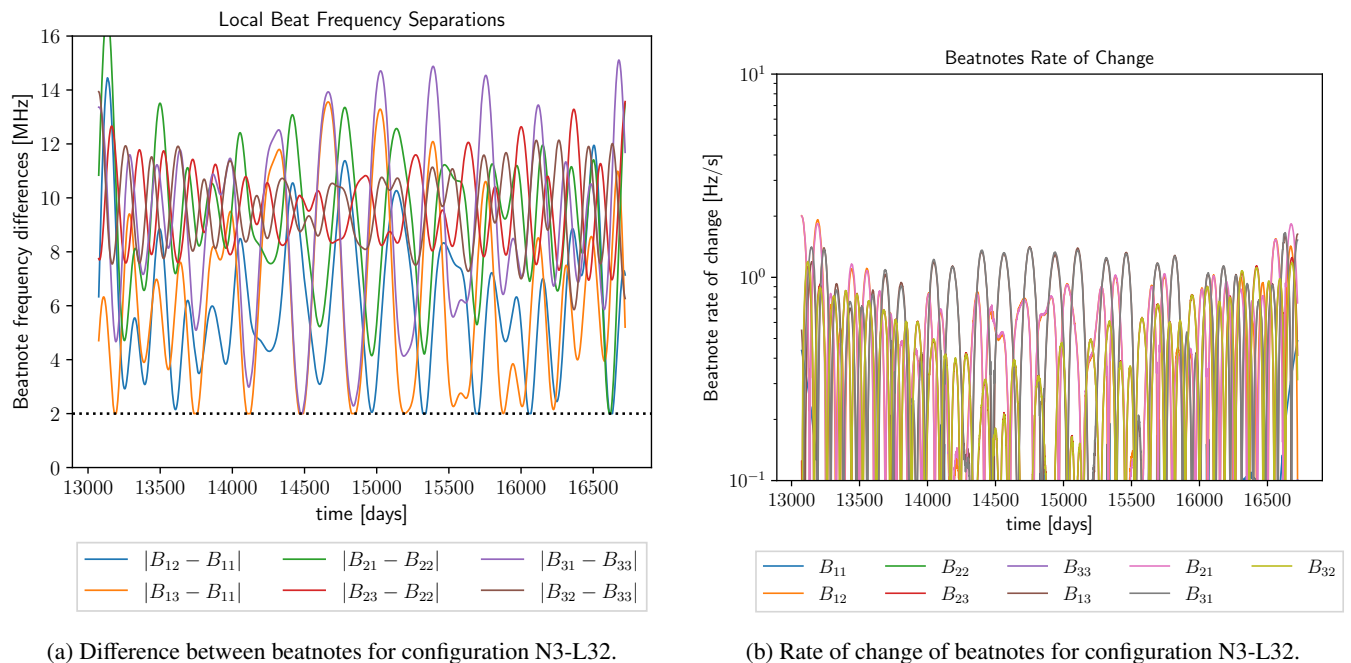 Local Beat Frequency Separations
Beatnote frequency differences [MHz]
16
14
12
10
8
6
4
2
0
13000 13500 14000 14500 15000 15500 16000 16500
time [days]
|B12 − B11| |B21 − B22| |B31 − B33|
|B13 − B11| |B23 − B22| |B32 − B33|
(a) Difference between beatnotes for configuration N3-L32.
Beatnotes Rate of Change
Beatnote rate of change [Hz/s]
10^1
10^0
10^−1
13000 13500 14000 14500 15000 15500 16000 16500
time [days]
B11 B22 B33 B21 B32
B12 B23 B13 B31
(b) Rate of change of beatnotes for configuration N3-L32.